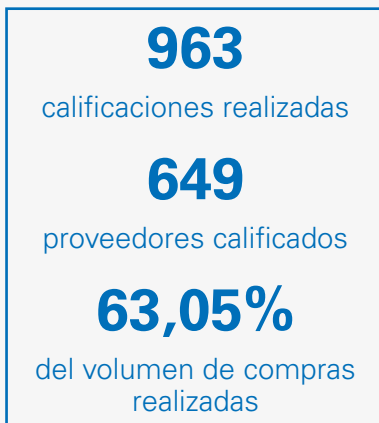 963
calificaciones realizadas
649
proveedores calificados
63,05%
del volumen de compras
realizadas